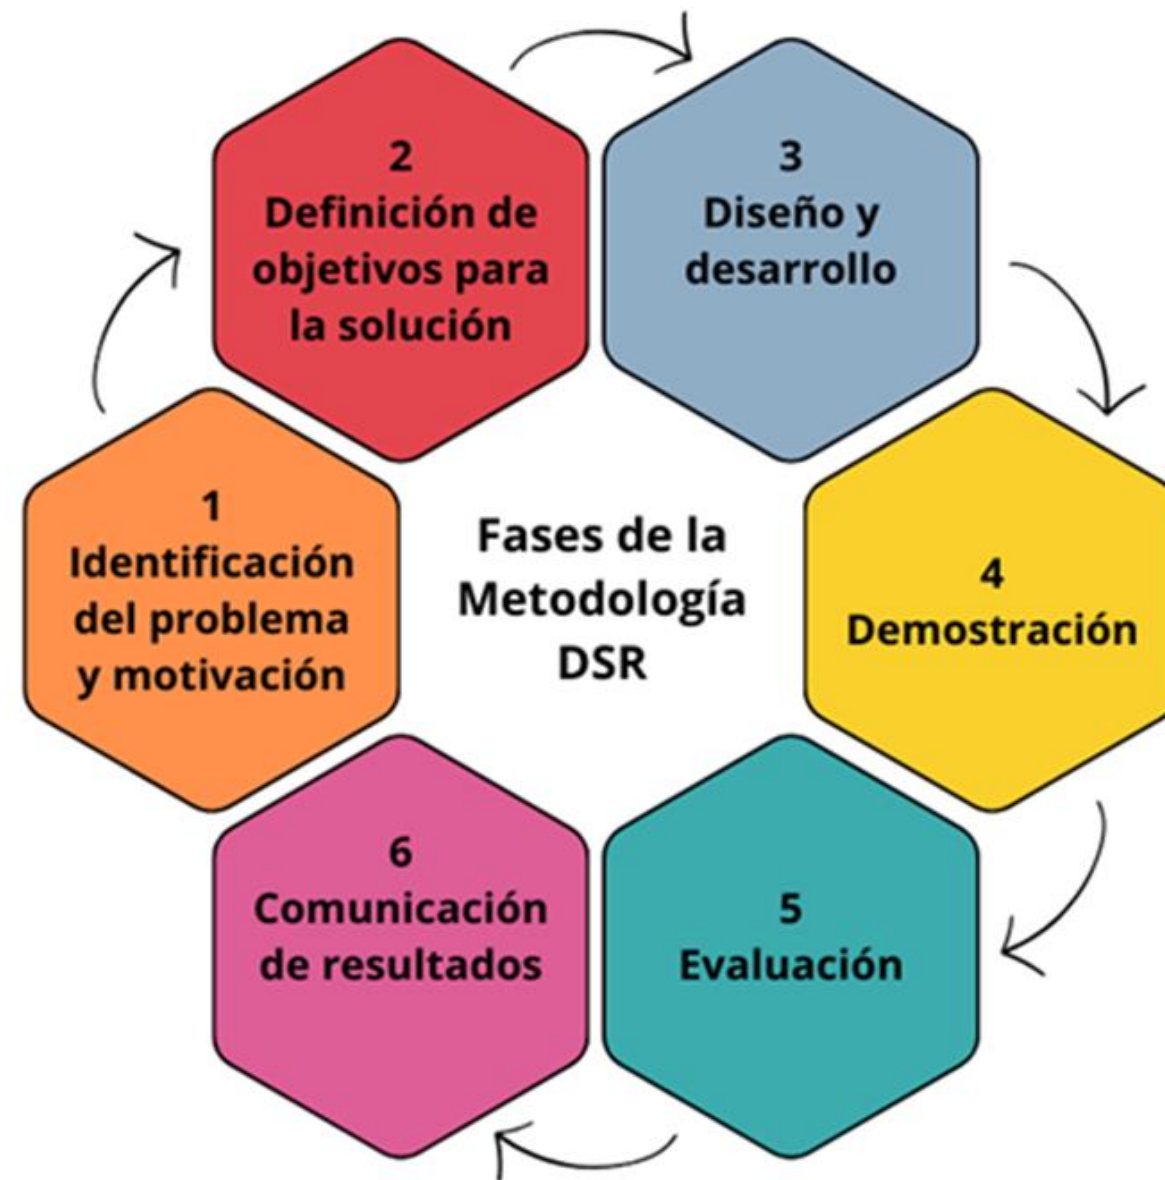 Fases de la
Metodología
DSR
1
Identificación
del problema
y motivación
2
Definición de
objetivos para
la solución
3
Diseño y
desarrollo
4
Demostración
5
Evaluación
6
Comunicación
de resultados